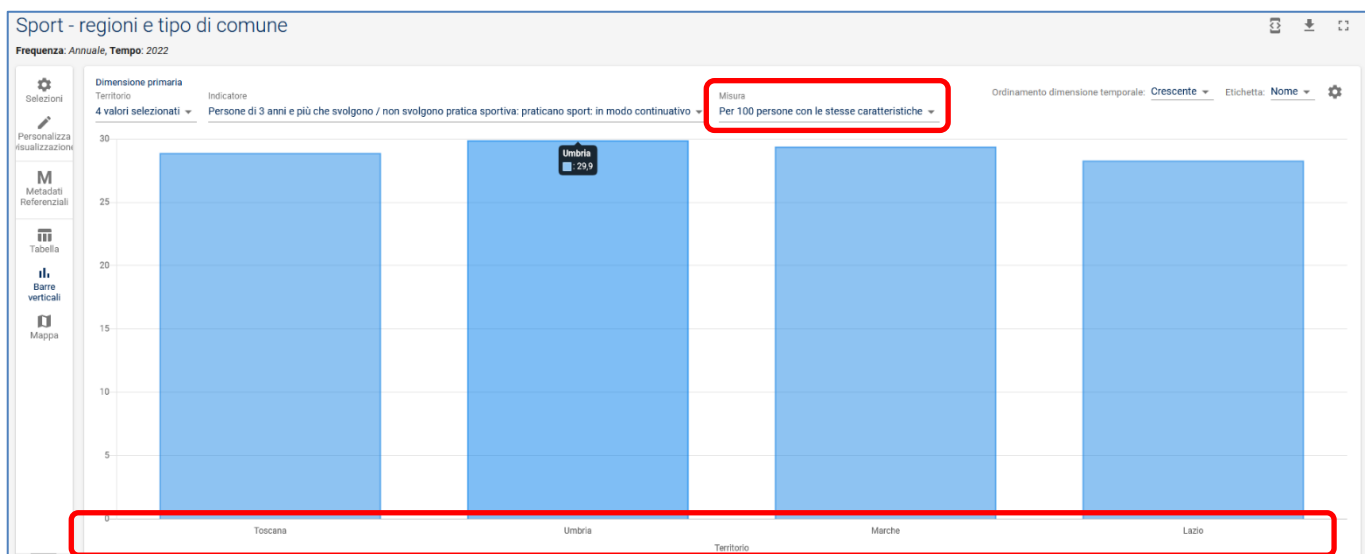 Sport - regioni e tipo di comune
Frequenza: Annuale, Tempo: 2022
Selezioni
Personalizza
visualizzazione
M
Metadati
Referenziali
Tabella
Barre
verticali
Mappa
Dimensione primaria
Territorio
4 valori selezionati
Indicatore
Persone di 3 anni e più che svolgono / non svolgono pratica sportiva: praticano sport: in modo continuativo
Misura
Per 100 persone con le stesse caratteristiche
Ordinamento dimensione temporale: Crescente
Etichetta: Nome
30
25
20
15
10
5
0
Umbria
: 29,9
Toscana
Umbria
Marche
Lazio
Territorio